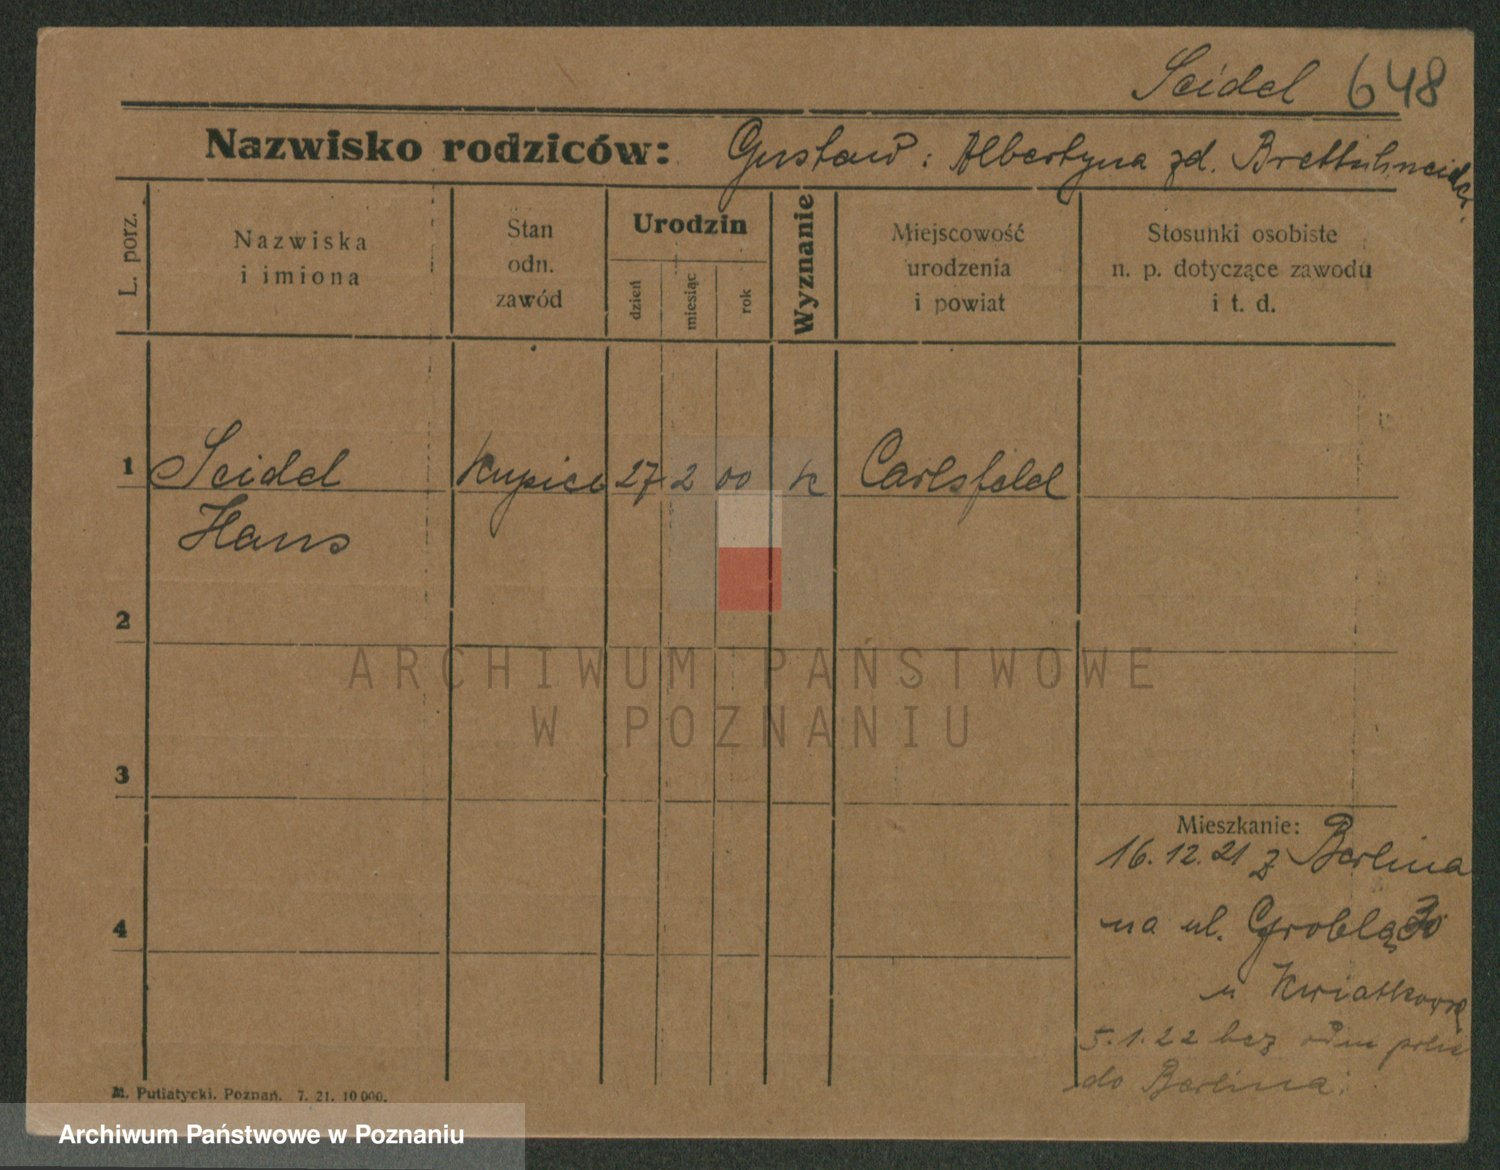 Seidel 648
Nazwisko rodziców: Gustaw : Albertyna zd. Brettschneider.
L. porz.
Nazwiska
i imiona
Stan
odn.
zawód
Urodzin
dzień
miesiąc
rok
Wyznanie
Miejscowość
urodzenia
i powiat
Stosunki osobiste
n. p. dotyczące zawodu
i t. d.
1 Seidel kupiec 27 2 00 k Carlsfeld
Hans
2
ARCHIWUM PAŃSTWOWE
W POZNANIU
3
Mieszkanie:
16.12.21 z Berlina
4
na ul. Groblą 30
u Kwiatkowsk
5.1.22 bez
do Berlina.
M. Putiatycki. Poznań. 7. 21. 10 000.
Archiwum Państwowe w Poznaniu